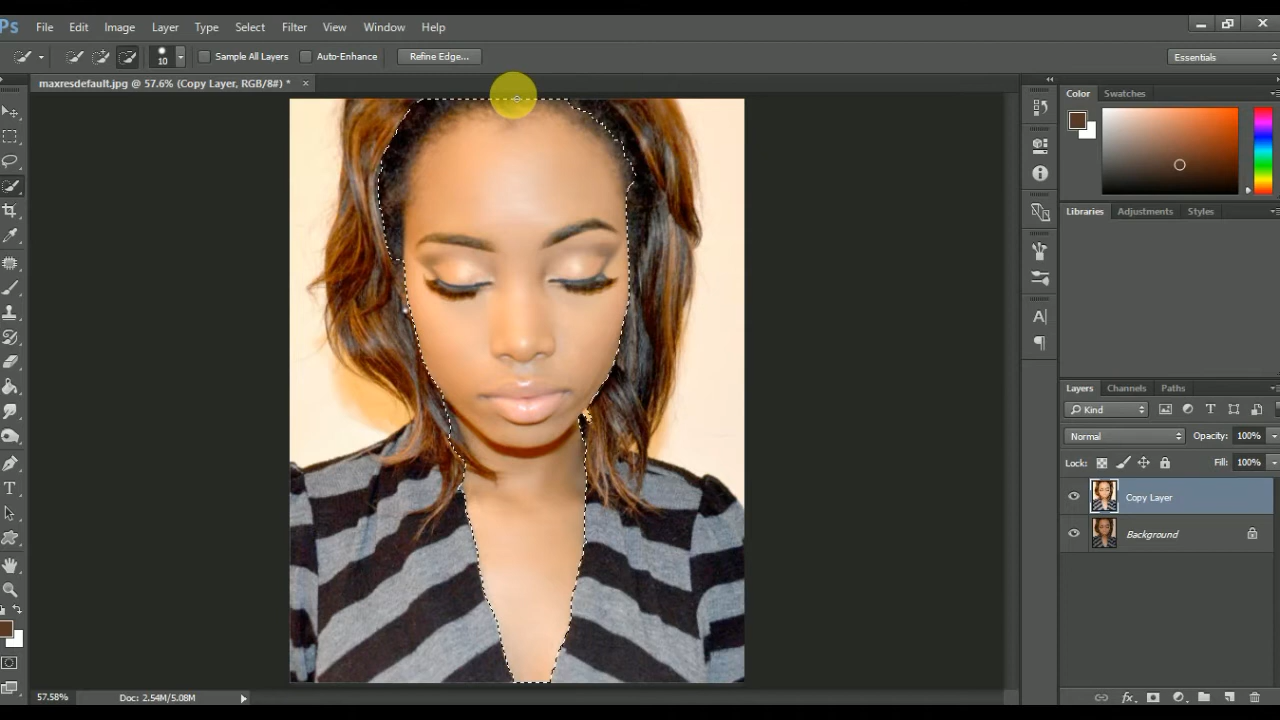 Ps File Edit Image Layer Type Select Filter View Window Help
10 Sample All Layers Auto-Enhance Refine Edge... Essentials
maxresdefault.jpg @ 57.6% (Copy Layer, RGB/8#) * ×
Color Swatches
Libraries Adjustments Styles
Layers Channels Paths
Kind
Normal Opacity: 100%
Lock: Fill: 100%
Copy Layer
Background
57.58% Doc: 2.54M/5.08M